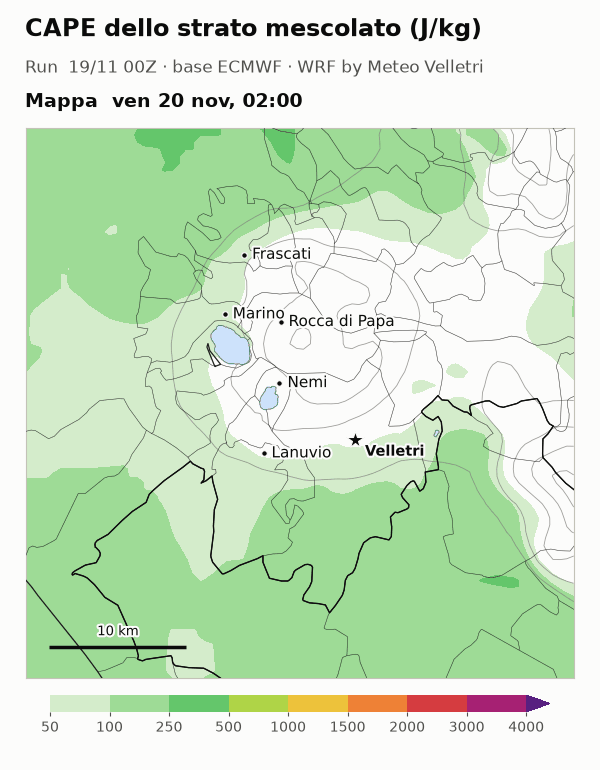 CAPE dello strato mescolato (J/kg)
Run  19/11 00Z · base ECMWF · WRF by Meteo Velletri
Mappa  ven 20 nov, 02:00
Frascati
Marino
Rocca di Papa
Nemi
Lanuvio
Velletri
10 km
50 100 250 500 1000 1500 2000 3000 4000